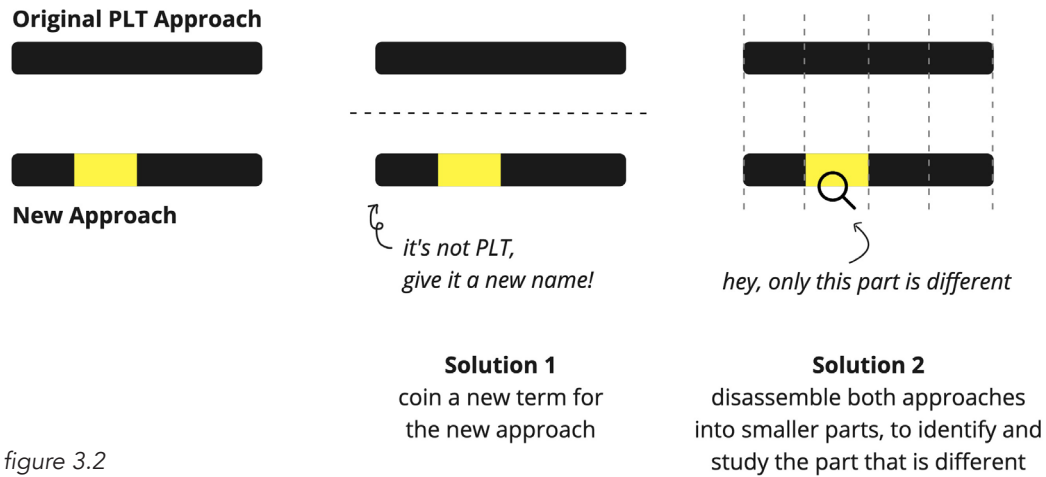 Original PLT Approach
New Approach
it's not PLT,
give it a new name!
hey, only this part is different
Solution 1
coin a new term for
the new approach
Solution 2
disassemble both approaches
into smaller parts, to identify and
study the part that is different
figure 3.2